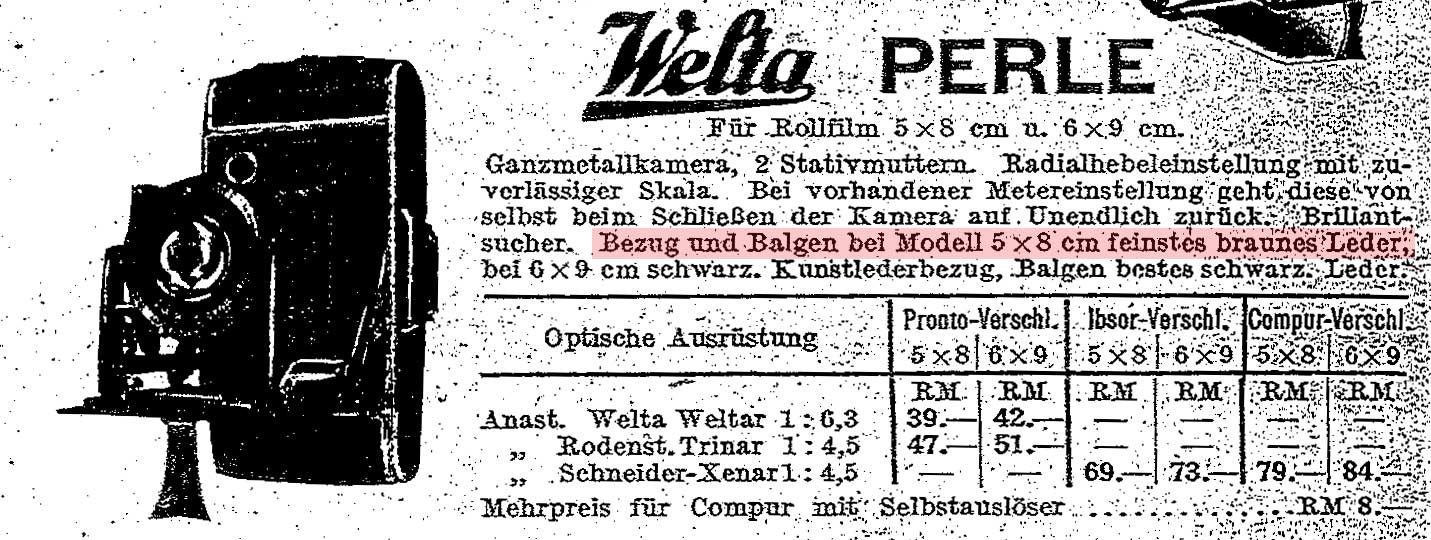 Welta PERLE
Für Rollfilm 5×8 cm u. 6×9 cm.
Ganzmetallkamera, 2 Stativmuttern. Radialhebeleinstellung mit zu-
verlässiger Skala. Bei vorhandener Metereinstellung geht diese von
selbst beim Schließen der Kamera auf Unendlich zurück. Brillant-
sucher. Bezug und Balgen bei Modell 5×8 cm feinstes braunes Leder,
bei 6×9 cm schwarz. Kunstlederbezug, Balgen bestes schwarz. Leder.
Optische Ausrüstung Pronto-Verschl. Ibsor-Verschl. Compur-Verschl.
5×8 6×9 5×8 6×9 5×8 6×9
RM RM RM RM RM RM
Anast. Welta Weltar 1:6,3 39.— 42.— — — — —
„ Rodenst. Trinar 1:4,5 47.— 51.— — — — —
„ Schneider-Xenar 1:4,5 — — 69.— 73.— 79.— 84.—
Mehrpreis für Compur mit Selbstauslöser .............. RM 8.—